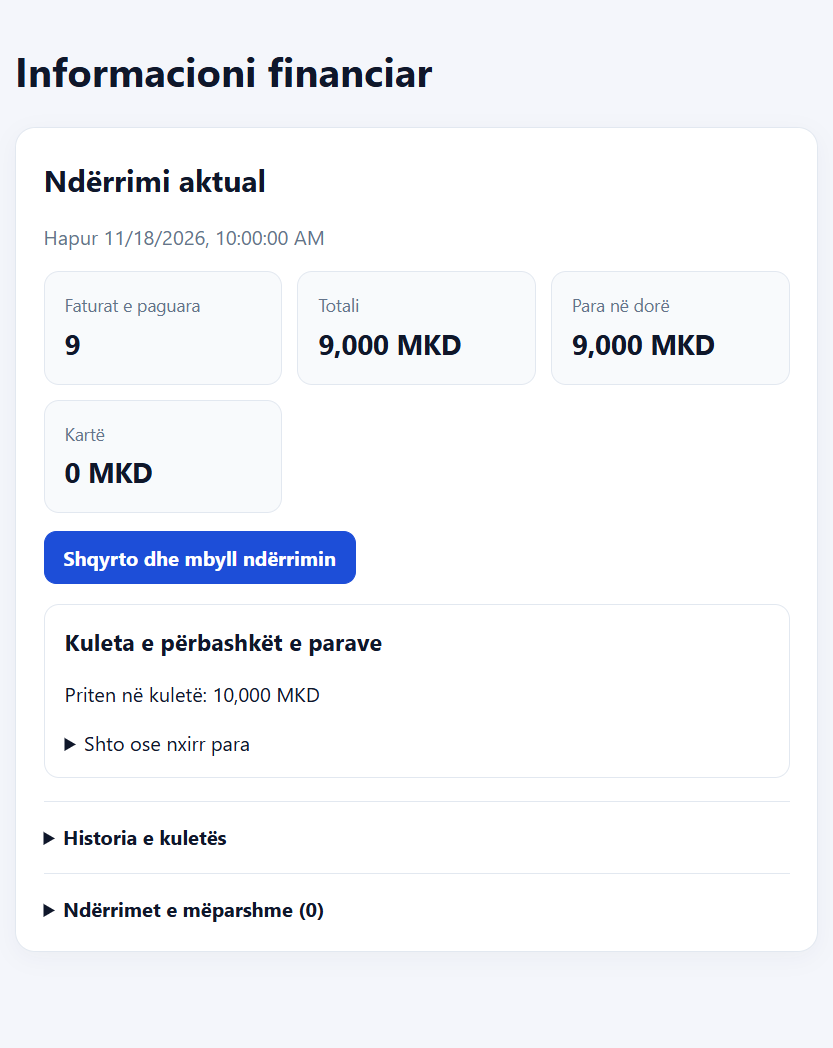 Informacioni financiar
Ndërrimi aktual
Hapur 11/18/2026, 10:00:00 AM
Faturat e paguara
9
Totali
9,000 MKD
Para në dorë
9,000 MKD
Kartë
0 MKD
Shqyrto dhe mbyll ndërrimin
Kuleta e përbashkët e parave
Priten në kuletë: 10,000 MKD
Shto ose nxirr para
Historia e kuletës
Ndërrimet e mëparshme (0)